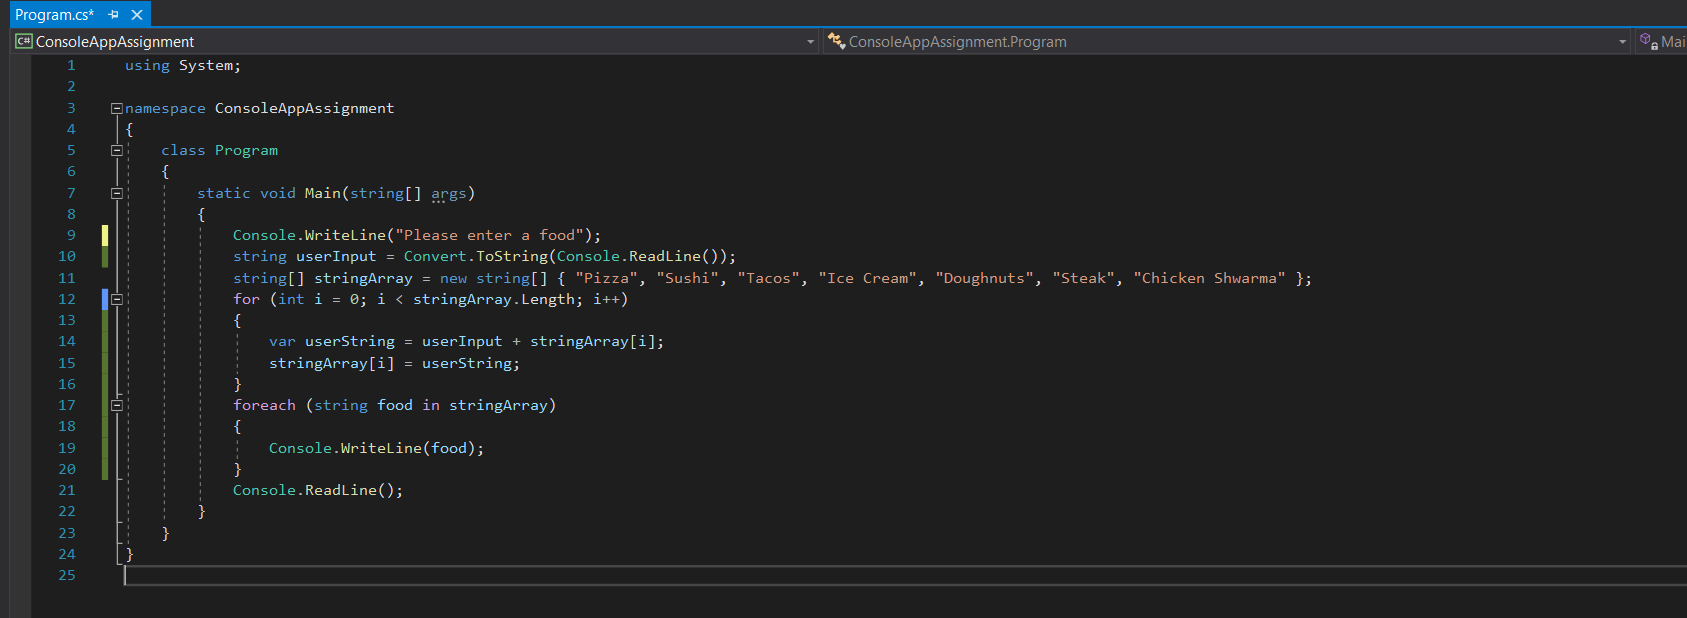 Program.cs*
ConsoleAppAssignment ConsoleAppAssignment.Program Mai
1 using System;
2
3 namespace ConsoleAppAssignment
4 {
5 class Program
6 {
7 static void Main(string[] args)
8 {
9 Console.WriteLine("Please enter a food");
10 string userInput = Convert.ToString(Console.ReadLine());
11 string[] stringArray = new string[] { "Pizza", "Sushi", "Tacos", "Ice Cream", "Doughnuts", "Steak", "Chicken Shwarma" };
12 for (int i = 0; i < stringArray.Length; i++)
13 {
14 var userString = userInput + stringArray[i];
15 stringArray[i] = userString;
16 }
17 foreach (string food in stringArray)
18 {
19 Console.WriteLine(food);
20 }
21 Console.ReadLine();
22 }
23 }
24 }
25